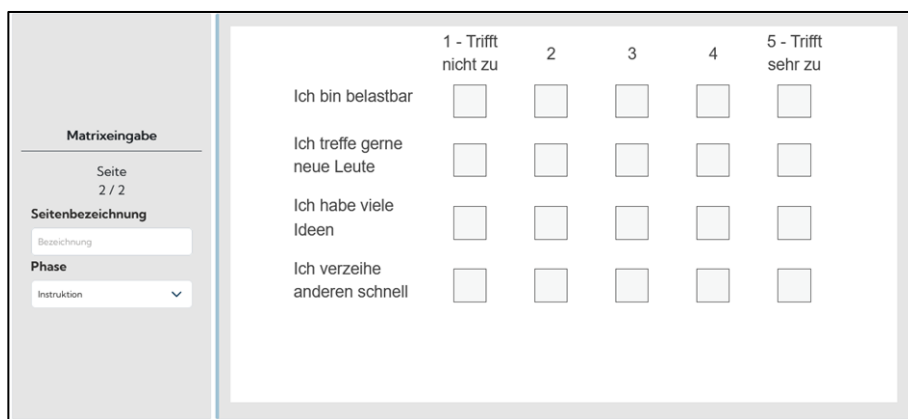 Matrixeingabe
Seite
2 / 2
Seitenbezeichnung
Bezeichnung
Phase
Instruktion
1 - Trifft
nicht zu
2
3
4
5 - Trifft
sehr zu
Ich bin belastbar
Ich treffe gerne
neue Leute
Ich habe viele
Ideen
Ich verzeihe
anderen schnell